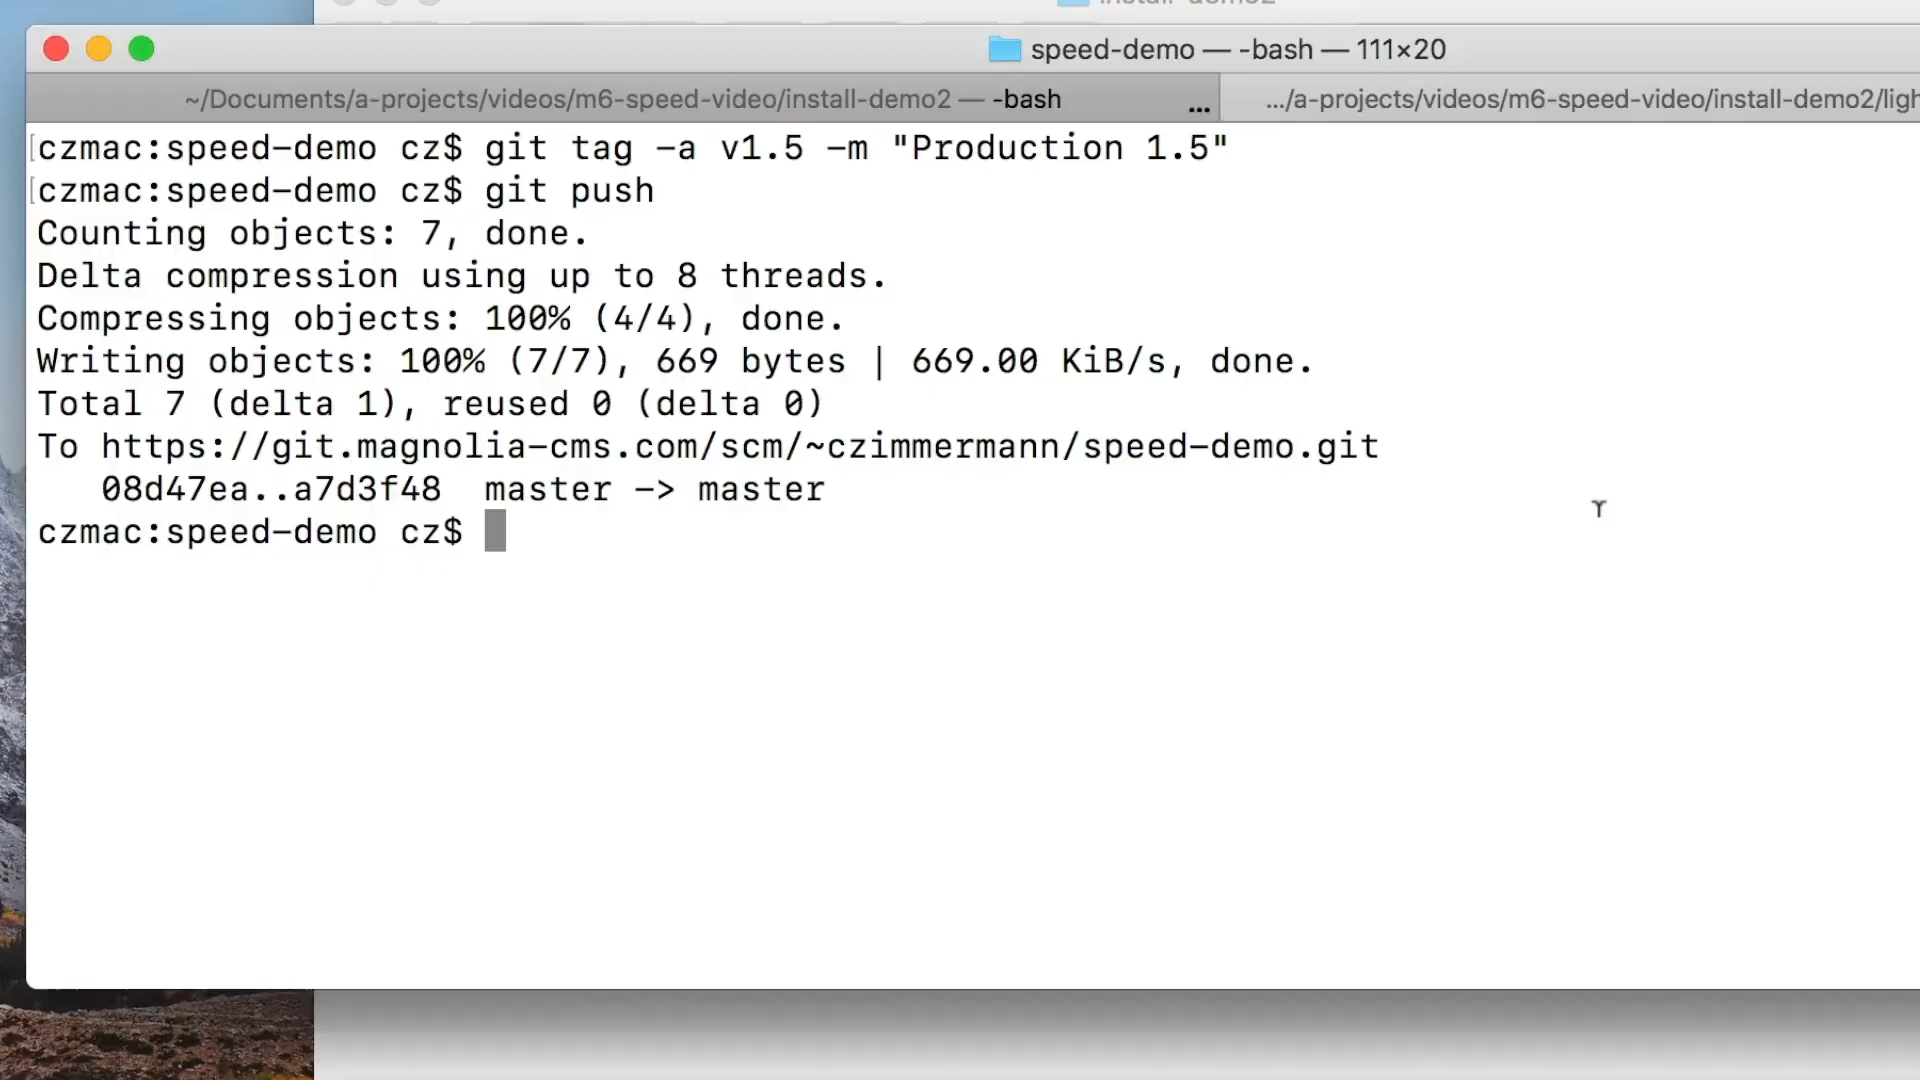 speed-demo — -bash — 111×20
~/Documents/a-projects/videos/m6-speed-video/install-demo2 — -bash ... .../a-projects/videos/m6-speed-video/install-demo2/ligh
[czmac:speed-demo cz$ git tag -a v1.5 -m "Production 1.5"
[czmac:speed-demo cz$ git push
Counting objects: 7, done.
Delta compression using up to 8 threads.
Compressing objects: 100% (4/4), done.
Writing objects: 100% (7/7), 669 bytes | 669.00 KiB/s, done.
Total 7 (delta 1), reused 0 (delta 0)
To https://git.magnolia-cms.com/scm/~czimmermann/speed-demo.git
08d47ea..a7d3f48  master -> master
czmac:speed-demo cz$